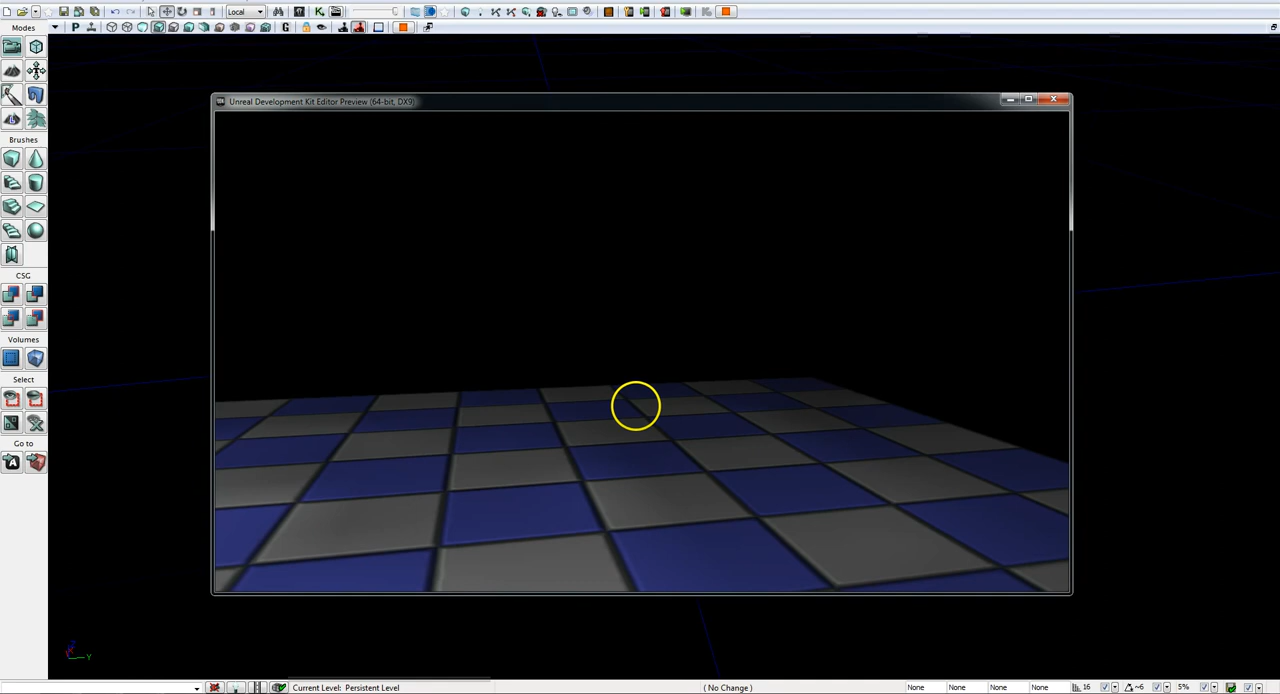 Local
P
G
Modes
Unreal Development Kit Editor Preview (64-bit, DX9)
Brushes
CSG
Volumes
Select
Go to
Y
Current Level: Persistent Level
( No Change )
None
None
None
None
16
~6
5%